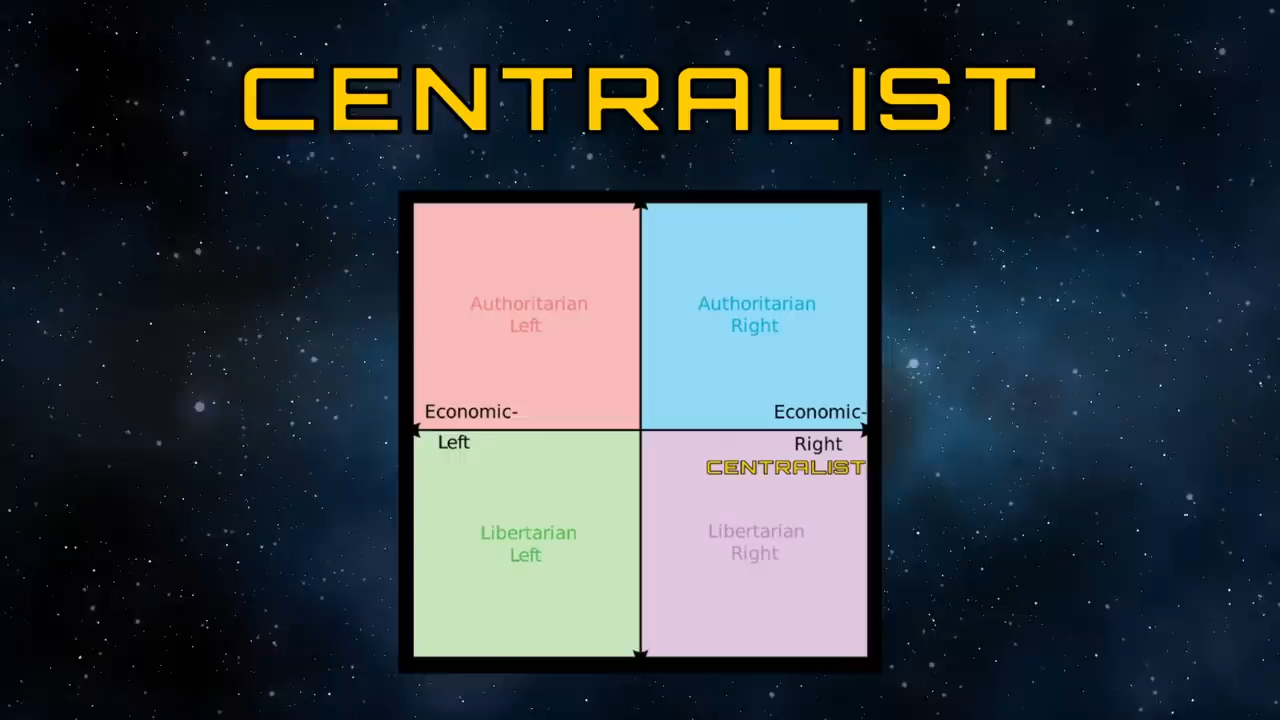 CENTRALIST
Authoritarian
Left
Authoritarian
Right
Economic-
Left
Economic-
Right
CENTRALIST
Libertarian
Left
Libertarian
Right